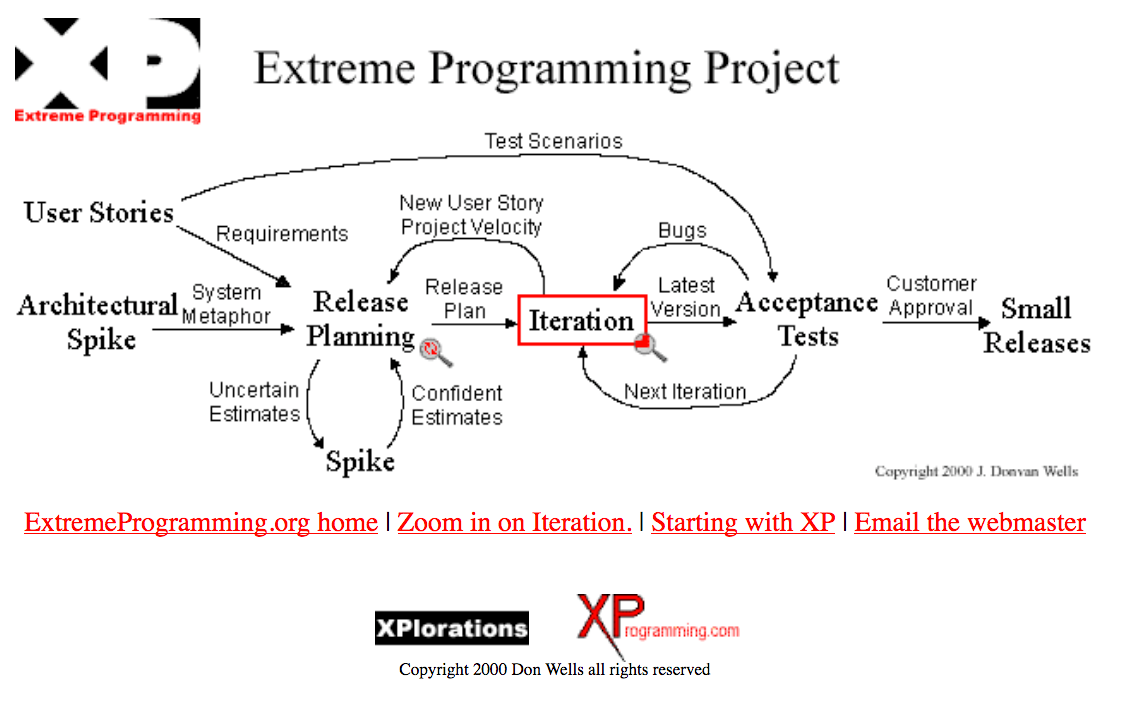 XP
Extreme Programming
Extreme Programming Project
Test Scenarios
User Stories
Requirements
New User Story
Project Velocity
Bugs
Architectural
Spike
System
Metaphor
Release
Planning
Release
Plan
Iteration
Latest
Version
Acceptance
Tests
Customer
Approval
Small
Releases
Uncertain
Estimates
Confident
Estimates
Next Iteration
Spike
Copyright 2000 J. Donvan Wells
ExtremeProgramming.org home | Zoom in on Iteration. | Starting with XP | Email the webmaster
XPlorations
XProgramming.com
Copyright 2000 Don Wells all rights reserved